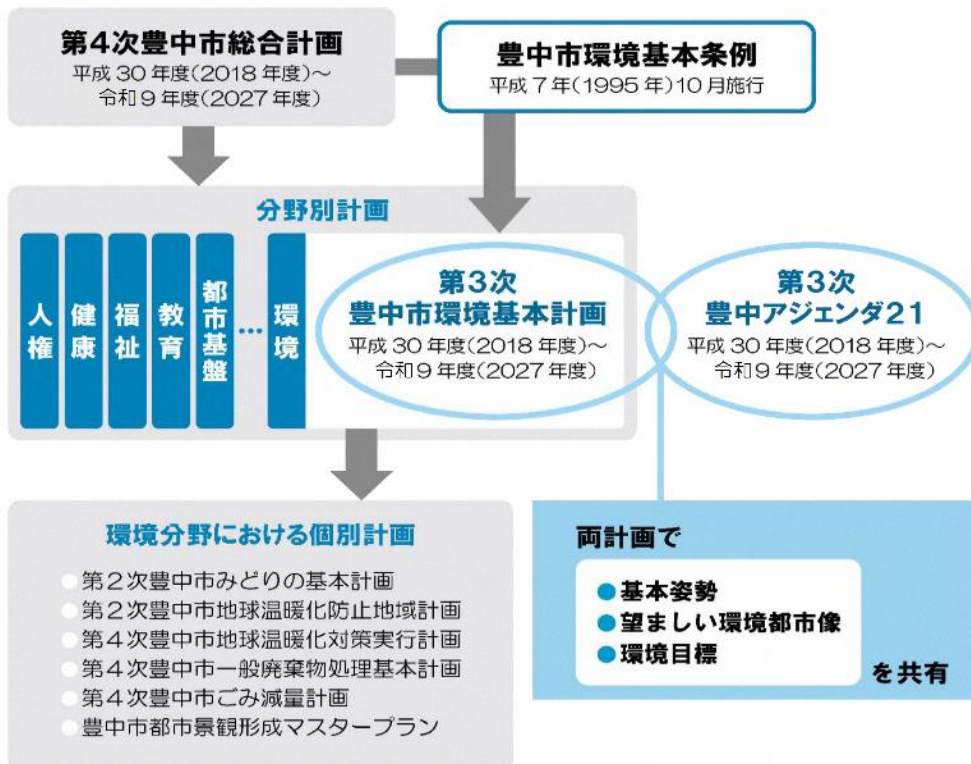 第4次豊中市総合計画
平成30年度(2018年度)～
令和9年度(2027年度)
豊中市環境基本条例
平成7年(1995年)10月施行
分野別計画
人権
健康
福祉
教育
都市基盤
…
環境
第3次
豊中市環境基本計画
平成30年度(2018年度)～
令和9年度(2027年度)
第3次
豊中アジェンダ21
平成30年度(2018年度)～
令和9年度(2027年度)
環境分野における個別計画
第2次豊中市みどりの基本計画
第2次豊中市地球温暖化防止地域計画
第4次豊中市地球温暖化対策実行計画
第4次豊中市一般廃棄物処理基本計画
第4次豊中市ごみ減量計画
豊中市都市景観形成マスタープラン
両計画で
●基本姿勢
●望ましい環境都市像
●環境目標
を共有